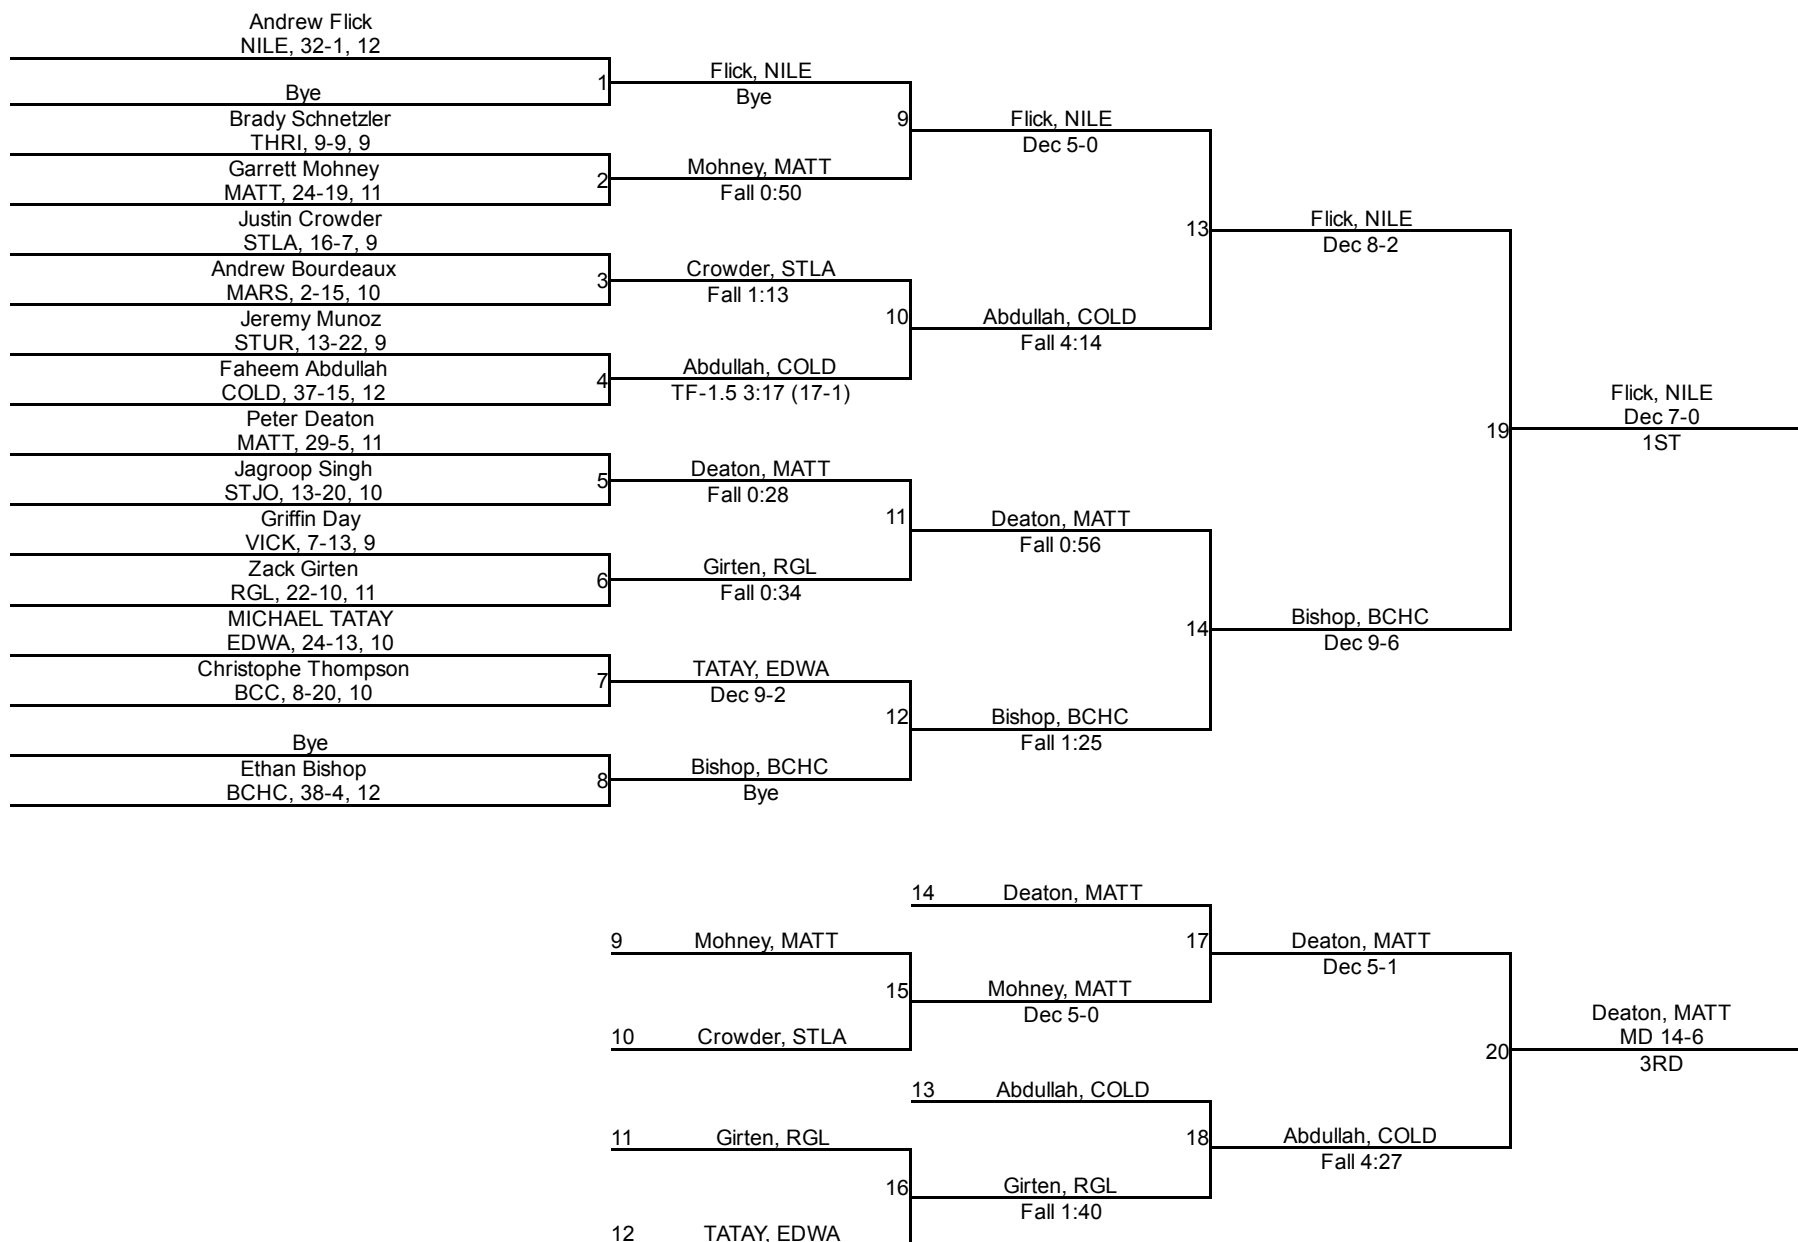 Andrew Flick
NILE, 32-1, 12
1
Bye
Brady Schnetzler
THRI, 9-9, 9
2
Garrett Mohney
MATT, 24-19, 11
Justin Crowder
STLA, 16-7, 9
3
Andrew Bourdeaux
MARS, 2-15, 10
Jeremy Munoz
STUR, 13-22, 9
4
Faheem Abdullah
COLD, 37-15, 12
Peter Deaton
MATT, 29-5, 11
5
Jagroop Singh
STJO, 13-20, 10
Griffin Day
VICK, 7-13, 9
6
Zack Girten
RGL, 22-10, 11
MICHAEL TATAY
EDWA, 24-13, 10
7
Christophe Thompson
BCC, 8-20, 10
Bye
8
Ethan Bishop
BCHC, 38-4, 12
Flick, NILE
Bye
9
Mohney, MATT
Fall 0:50
Crowder, STLA
Fall 1:13
10
Abdullah, COLD
TF-1.5 3:17 (17-1)
Deaton, MATT
Fall 0:28
11
Girten, RGL
Fall 0:34
TATAY, EDWA
Dec 9-2
12
Bishop, BCHC
Bye
Flick, NILE
Dec 5-0
13
Abdullah, COLD
Fall 4:14
Deaton, MATT
Fall 0:56
14
Bishop, BCHC
Fall 1:25
Flick, NILE
Dec 8-2
19
Bishop, BCHC
Dec 9-6
Flick, NILE
Dec 7-0
1ST
9 Mohney, MATT
15
10 Crowder, STLA
11 Girten, RGL
16
12 TATAY, EDWA
14 Deaton, MATT
17
Mohney, MATT
Dec 5-0
13 Abdullah, COLD
18
Girten, RGL
Fall 1:40
Deaton, MATT
Dec 5-1
20
Abdullah, COLD
Fall 4:27
Deaton, MATT
MD 14-6
3RD